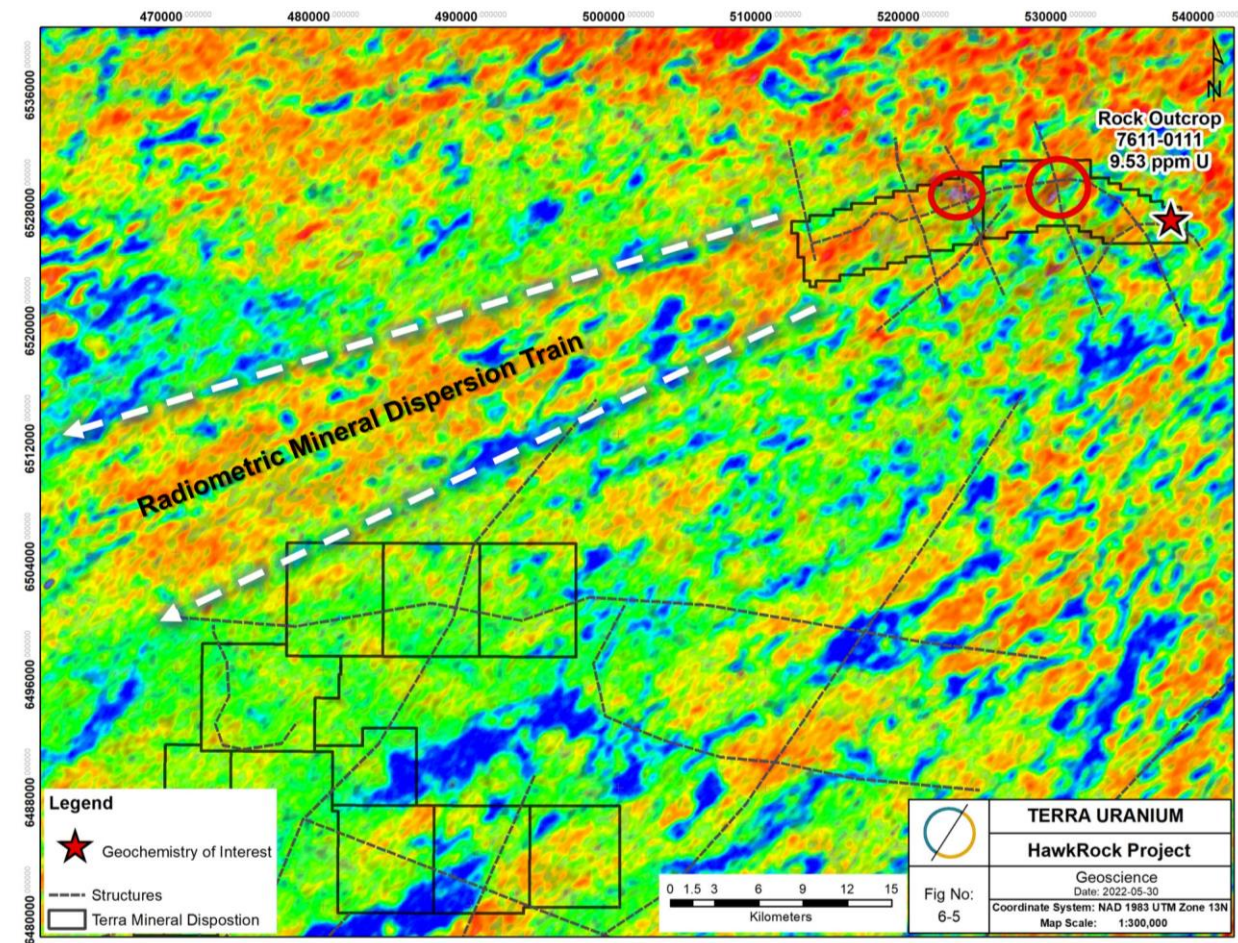 470000 480000 490000 500000 510000 520000 530000 540000
6536000
6528000
6520000
6512000
6504000
6496000
6488000
6480000
N
Rock Outcrop
7611-0111
9.53 ppm U
Radiometric Mineral Dispersion Train
Legend
Geochemistry of Interest
Structures
Terra Mineral Dispostion
0 1.5 3 6 9 12 15
Kilometers
TERRA URANIUM
HawkRock Project
Geoscience
Date: 2022-05-30
Fig No:
6-5
Coordinate System: NAD 1983 UTM Zone 13N
Map Scale: 1:300,000